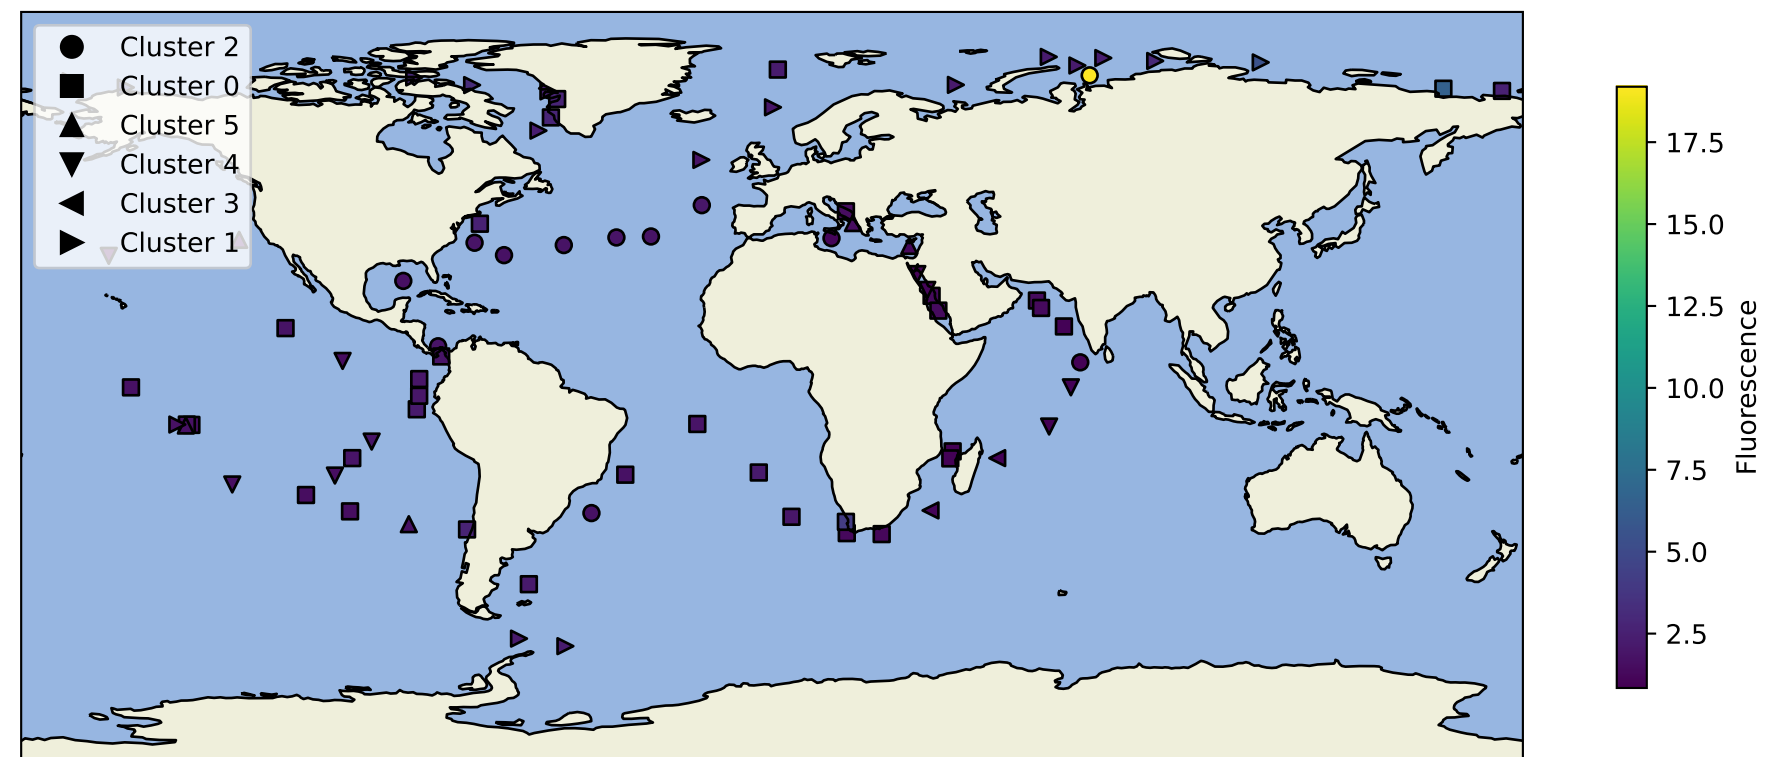 Cluster 2
Cluster 0
Cluster 5
Cluster 4
Cluster 3
Cluster 1
17.5
15.0
12.5
10.0
7.5
5.0
2.5
Fluorescence